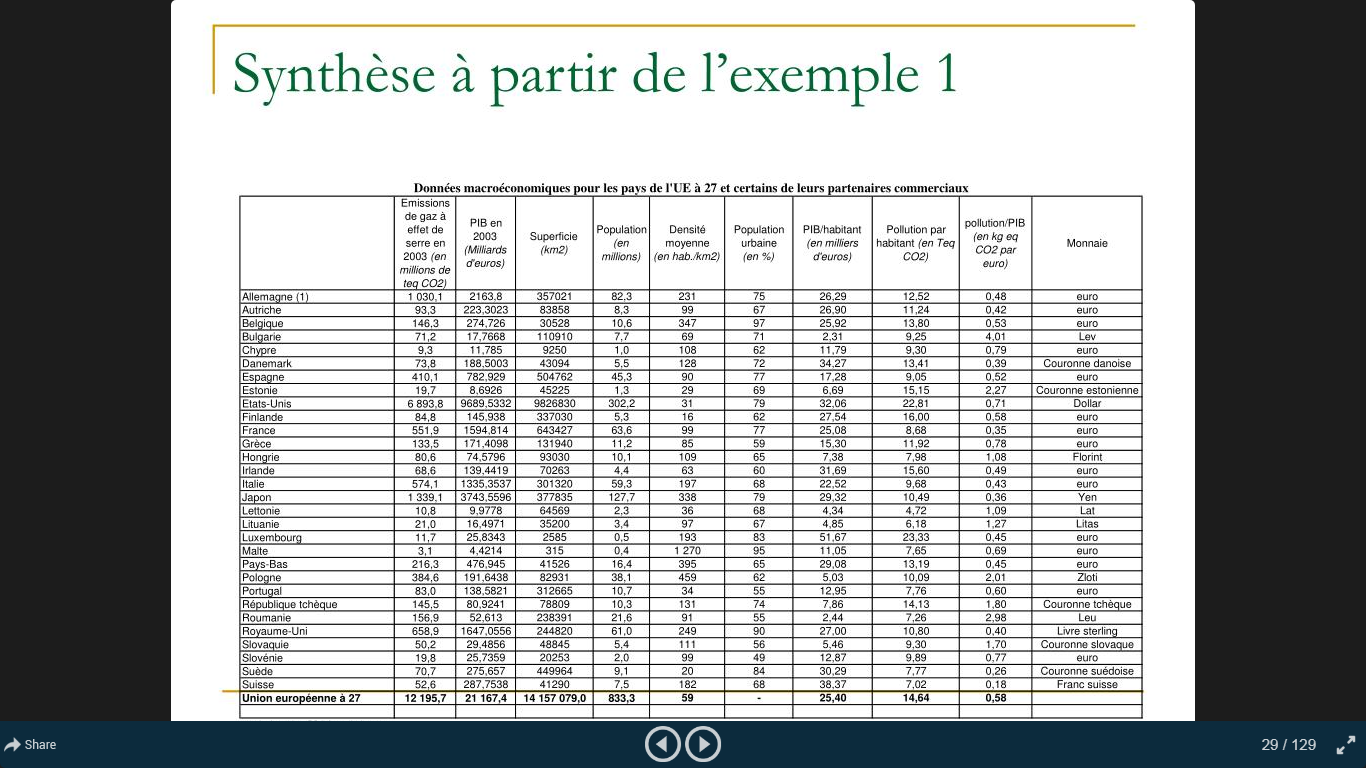 Synthèse à partir de l’exemple 1
Données macroéconomiques pour les pays de l'UE à 27 et certains de leurs partenaires commerciaux
Emissions de gaz à effet de serre en 2003 (en millions de teq CO2) PIB en 2003 (Milliards d'euros) Superficie (km2) Population (en millions) Densité moyenne (en hab./km2) Population urbaine (en %) PIB/habitant (en milliers d'euros) Pollution par habitant (en Teq CO2) pollution/PIB (en kg eq CO2 par euro) Monnaie
Allemagne (1) 1 030,1 2163,8 357021 82,3 231 75 26,29 12,52 0,48 euro
Autriche 93,3 223,3023 83858 8,3 99 67 26,90 11,24 0,42 euro
Belgique 146,3 274,726 30528 10,6 347 97 25,92 13,80 0,53 euro
Bulgarie 71,2 17,7668 110910 7,7 69 71 2,31 9,25 4,01 Lev
Chypre 9,3 11,785 9250 1,0 108 62 11,79 9,30 0,79 euro
Danemark 73,8 188,5003 43094 5,5 128 72 34,27 13,41 0,39 Couronne danoise
Espagne 410,1 782,929 504762 45,3 90 77 17,28 9,05 0,52 euro
Estonie 19,7 8,6926 45225 1,3 29 69 6,69 15,15 2,27 Couronne estonienne
Etats-Unis 6 893,8 9689,5332 9826830 302,2 31 79 32,06 22,81 0,71 Dollar
Finlande 84,8 145,938 337030 5,3 16 62 27,54 16,00 0,58 euro
France 551,9 1594,814 643427 63,6 99 77 25,08 8,68 0,35 euro
Grèce 133,5 171,4098 131940 11,2 85 59 15,30 11,92 0,78 euro
Hongrie 80,6 74,5796 93030 10,1 109 65 7,38 7,98 1,08 Florint
Irlande 68,6 139,4419 70263 4,4 63 60 31,69 15,60 0,49 euro
Italie 574,1 1335,3537 301320 59,3 197 68 22,52 9,68 0,43 euro
Japon 1 339,1 3743,5596 377835 127,7 338 79 29,32 10,49 0,36 Yen
Lettonie 10,8 9,9778 64569 2,3 36 68 4,34 4,72 1,09 Lat
Lituanie 21,0 16,4971 35200 3,4 97 67 4,85 6,18 1,27 Litas
Luxembourg 11,7 25,8343 2585 0,5 193 83 51,67 23,33 0,45 euro
Malte 3,1 4,4214 315 0,4 1 270 95 11,05 7,65 0,69 euro
Pays-Bas 216,3 476,945 41526 16,4 395 65 29,08 13,19 0,45 euro
Pologne 384,6 191,6438 82931 38,1 459 62 5,03 10,09 2,01 Zloti
Portugal 83,0 138,5821 312665 10,7 34 55 12,95 7,76 0,60 euro
République tchèque 145,5 80,9241 78809 10,3 131 74 7,86 14,13 1,80 Couronne tchèque
Roumanie 156,9 52,613 238391 21,6 91 55 2,44 7,26 2,98 Leu
Royaume-Uni 658,9 1647,0556 244820 61,0 249 90 27,00 10,80 0,40 Livre sterling
Slovaquie 50,2 29,4856 48845 5,4 111 56 5,46 9,30 1,70 Couronne slovaque
Slovénie 19,8 25,7359 20253 2,0 99 49 12,87 9,89 0,77 euro
Suède 70,7 275,657 449964 9,1 20 84 30,29 7,77 0,26 Couronne suédoise
Suisse 52,6 287,7538 41290 7,5 182 68 38,37 7,02 0,18 Franc suisse
Union européenne à 27 12 195,7 21 167,4 14 157 079,0 833,3 59 - 25,40 14,64 0,58
Share
29 / 129